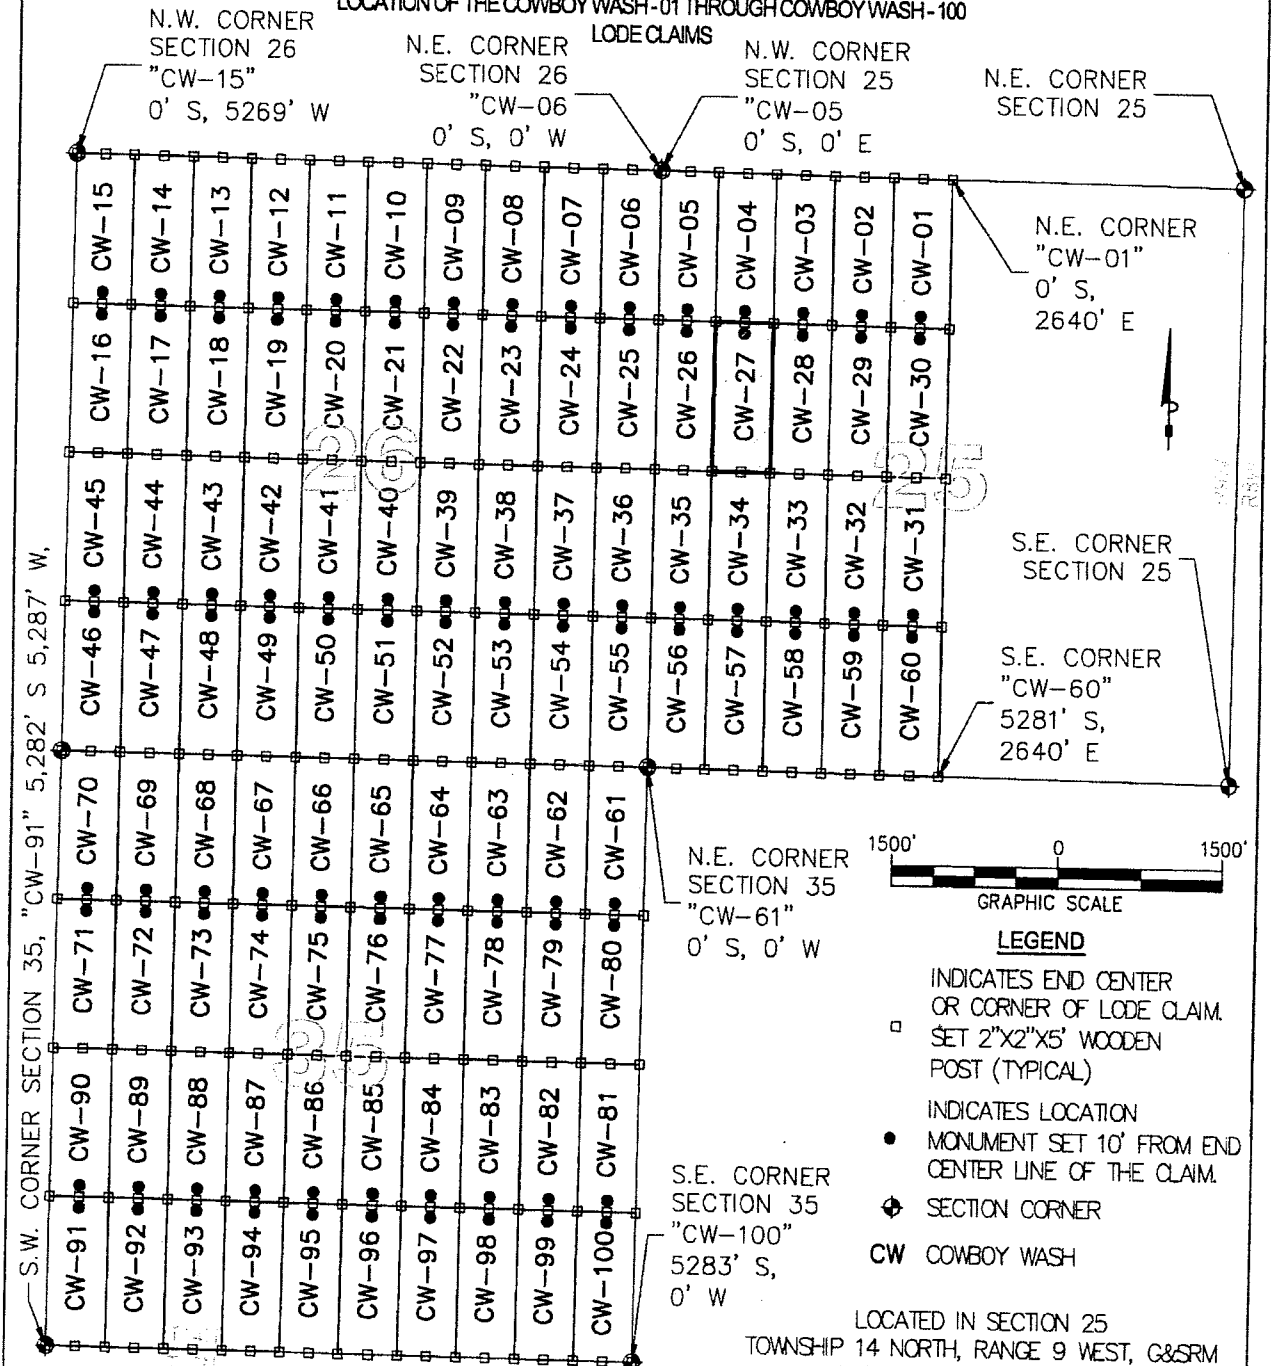 LOCATION OF THE COWBOY WASH-01 THROUGH COWBOY WASH-100
LODE CLAIMS
N.W. CORNER
SECTION 26
"CW-15"
0' S, 5269' W
N.E. CORNER
SECTION 26
"CW-06
0' S, 0' W
N.W. CORNER
SECTION 25
"CW-05
0' S, 0' E
N.E. CORNER
SECTION 25
CW-15 CW-14 CW-13 CW-12 CW-11 CW-10 CW-09 CW-08 CW-07 CW-06 CW-05 CW-04 CW-03 CW-02 CW-01
N.E. CORNER
"CW-01"
0' S,
2640' E
CW-16 CW-17 CW-18 CW-19 CW-20 CW-21 CW-22 CW-23 CW-24 CW-25 CW-26 CW-27 CW-28 CW-29 CW-30
26
25
CW-45 CW-44 CW-43 CW-42 CW-41 CW-40 CW-39 CW-38 CW-37 CW-36 CW-35 CW-34 CW-33 CW-32 CW-31
S.E. CORNER
SECTION 25
CW-46 CW-47 CW-48 CW-49 CW-50 CW-51 CW-52 CW-53 CW-54 CW-55 CW-56 CW-57 CW-58 CW-59 CW-60
S.E. CORNER
"CW-60"
5281' S,
2640' E
CW-70 CW-69 CW-68 CW-67 CW-66 CW-65 CW-64 CW-63 CW-62 CW-61
N.E. CORNER
SECTION 35
"CW-61"
0' S, 0' W
CW-71 CW-72 CW-73 CW-74 CW-75 CW-76 CW-77 CW-78 CW-79 CW-80
35
CW-90 CW-89 CW-88 CW-87 CW-86 CW-85 CW-84 CW-83 CW-82 CW-81
CW-91 CW-92 CW-93 CW-94 CW-95 CW-96 CW-97 CW-98 CW-99 CW-100
S.E. CORNER
SECTION 35
"CW-100"
5283' S,
0' W
S.W. CORNER SECTION 35, "CW-91" 5,282' S 5,287' W,
1500' 0 1500'
GRAPHIC SCALE
LEGEND
INDICATES END CENTER
OR CORNER OF LODE CLAIM.
SET 2"X2"X5' WOODEN
POST (TYPICAL)
INDICATES LOCATION
MONUMENT SET 10' FROM END
CENTER LINE OF THE CLAIM.
SECTION CORNER
CW COWBOY WASH
LOCATED IN SECTION 25
TOWNSHIP 14 NORTH, RANGE 9 WEST, G&SRM